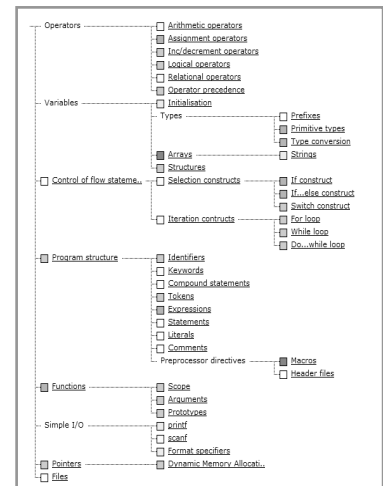 Operators Arithmetic operators
Assignment operators
Inc/decrement operators
Logical operators
Relational operators
Operator precedence
Variables Initialisation
Types Prefixes
Primitive types
Type conversion
Arrays Strings
Structures
Control of flow stateme.. Selection constructs If construct
If...else construct
Switch construct
Iteration contructs For loop
While loop
Do...while loop
Program structure Identifiers
Keywords
Compound statements
Tokens
Expressions
Statements
Literals
Comments
Preprocessor directives Macros
Header files
Functions Scope
Arguments
Prototypes
Simple I/O printf
scanf
Format specifiers
Pointers Dynamic Memory Allocati..
Files